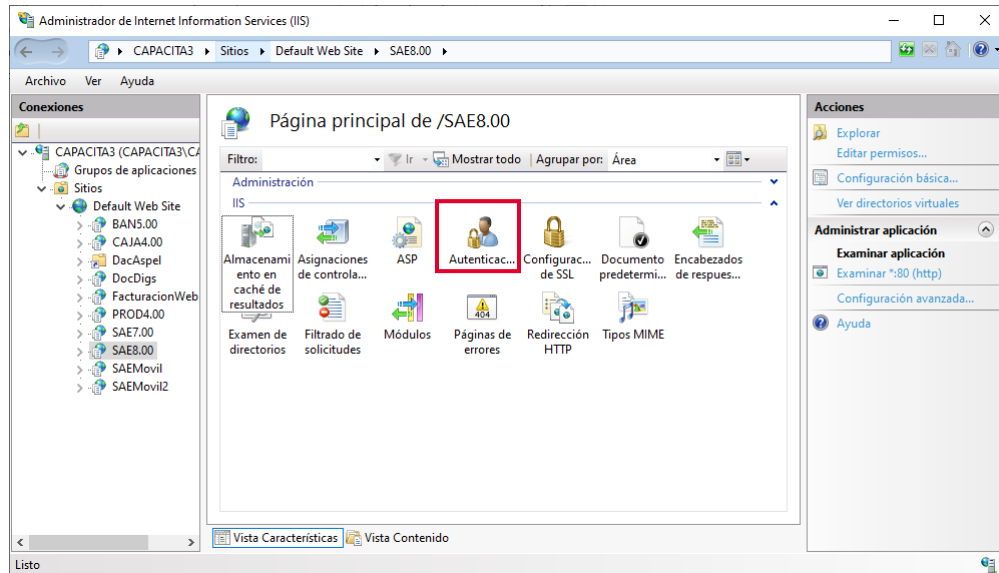 Administrador de Internet Information Services (IIS)
CAPACITA3 Sitios Default Web Site SAE8.00
Archivo Ver Ayuda
Conexiones
CAPACITA3 (CAPACITA3\CA
Grupos de aplicaciones
Sitios
Default Web Site
BAN5.00
CAJA4.00
DacAspel
DocDigs
FacturacionWeb
PROD4.00
SAE7.00
SAE8.00
SAEMovil
SAEMovil2
Página principal de /SAE8.00
Filtro: Ir Mostrar todo Agrupar por: Área
Administración
IIS
Almacenami
ento en
caché de
resultados
Asignaciones
de controla...
ASP
Autenticac...
Configurac...
de SSL
Documento
predetermi...
Encabezados
de respues...
Examen de
directorios
Filtrado de
solicitudes
Módulos
404
Páginas de
errores
Redirección
HTTP
Tipos MIME
Vista Características Vista Contenido
Acciones
Explorar
Editar permisos...
Configuración básica...
Ver directorios virtuales
Administrar aplicación
Examinar aplicación
Examinar *:80 (http)
Configuración avanzada...
Ayuda
Listo